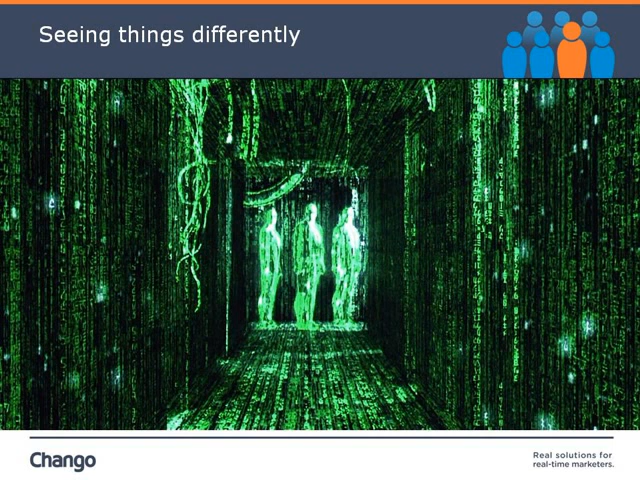 Seeing things differently
Chango
Real solutions for
real-time marketers.